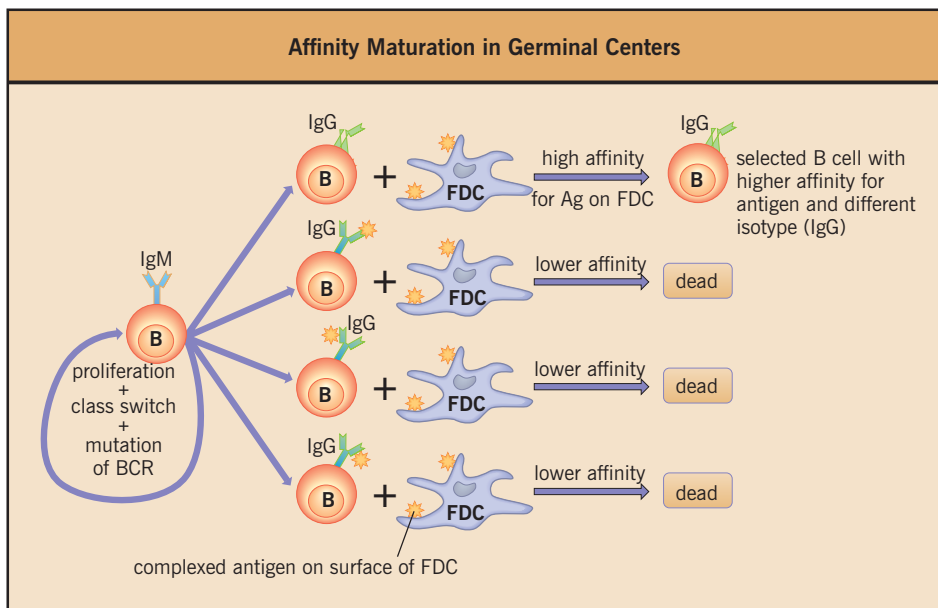 Affinity Maturation in Germinal Centers
IgG
B
+
FDC
high affinity
for Ag on FDC
IgG
B
selected B cell with
higher affinity for
antigen and different
isotype (IgG)
IgM
B
proliferation
+
class switch
+
mutation
of BCR
IgG
B
+
FDC
lower affinity
dead
IgG
B
+
FDC
lower affinity
dead
IgG
B
+
FDC
lower affinity
dead
complexed antigen on surface of FDC